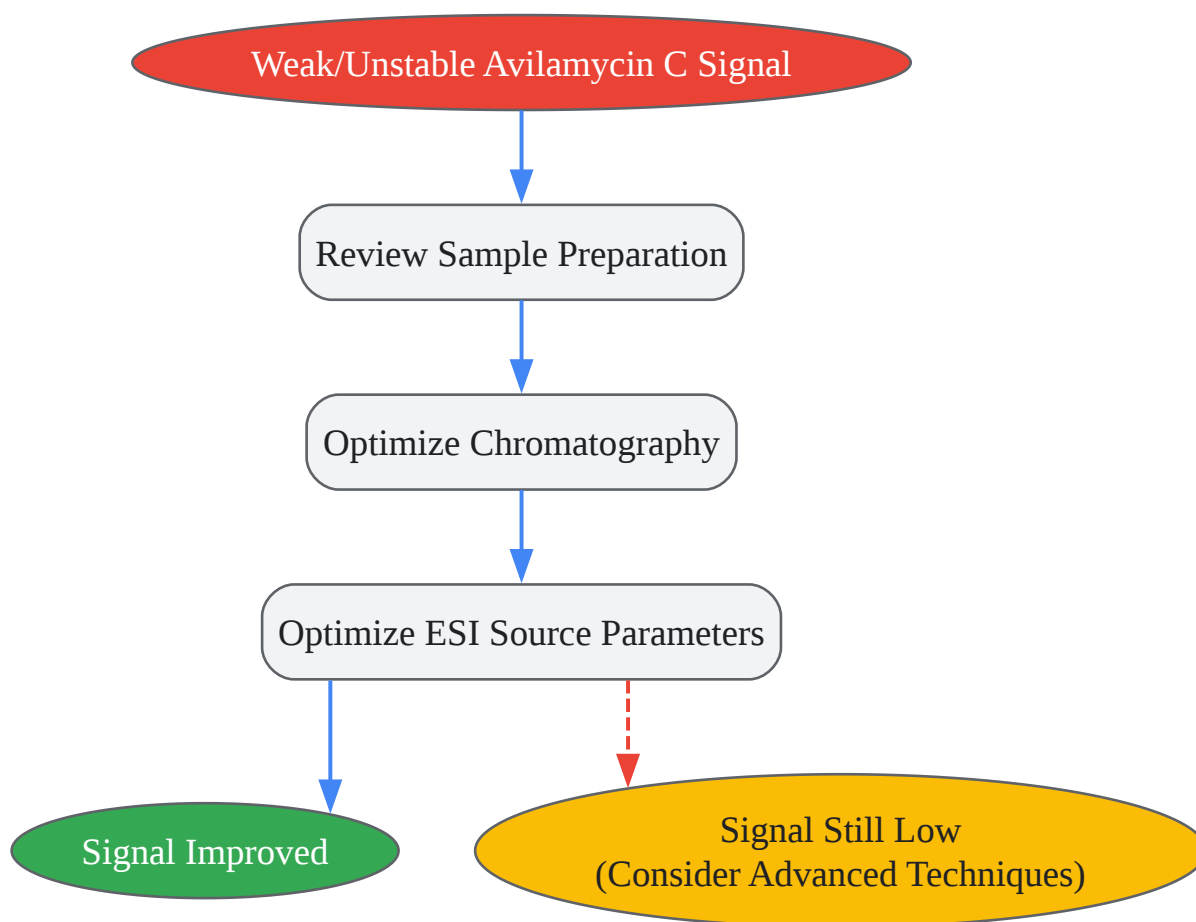 Weak/Unstable Avilamycin C Signal
Review Sample Preparation
Optimize Chromatography
Optimize ESI Source Parameters
Signal Improved
Signal Still Low
(Consider Advanced Techniques)